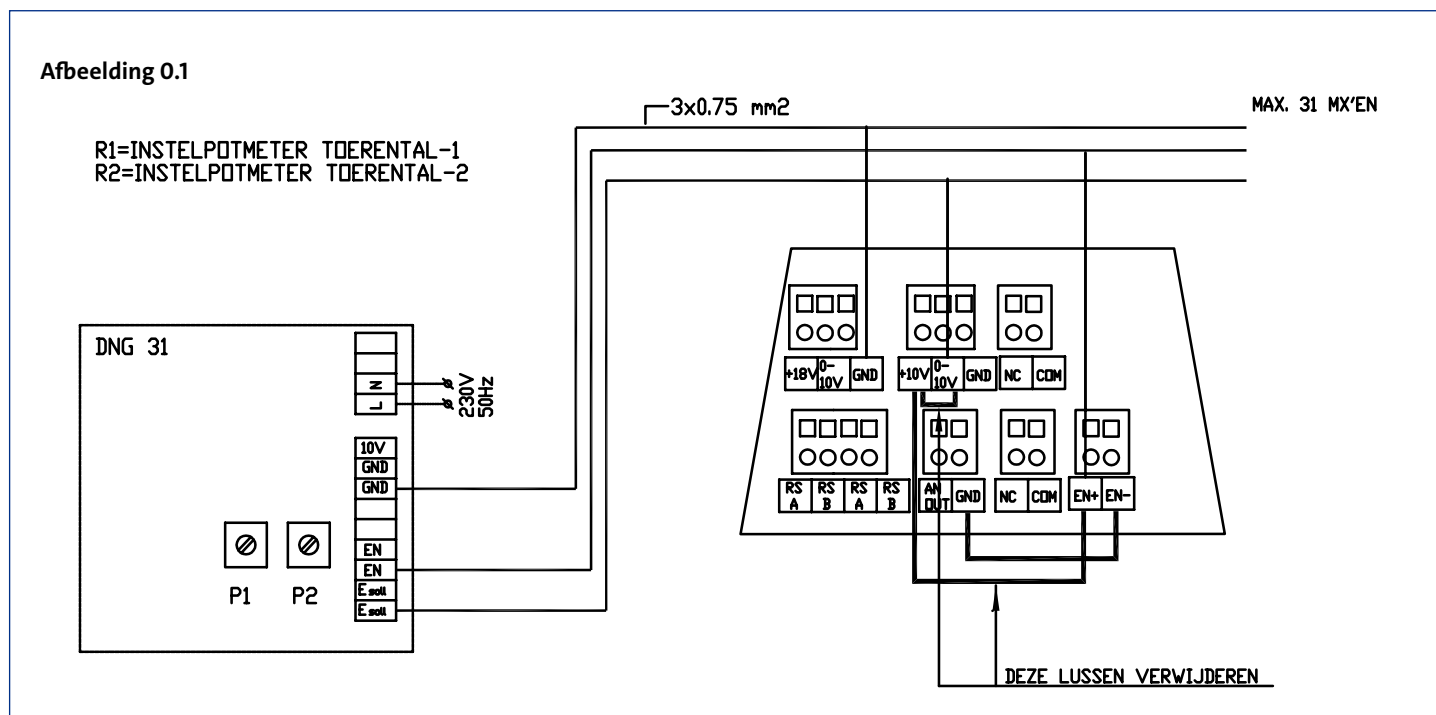 Afbeelding 0.1
3x0.75 mm2
MAX. 31 MX'EN
R1=INSTELPOTMETER TOERENTAL-1
R2=INSTELPOTMETER TOERENTAL-2
DNG 31
N
L
230V
50Hz
10V
GND
GND
EN
EN
E soll
E soll
P1
P2
+18V
0-
10V
GND
+10V
0-
10V
GND
NC
COM
RS
A
RS
B
RS
A
RS
B
AN
OUT
GND
NC
COM
EN+
EN-
DEZE LUSSEN VERWIJDEREN